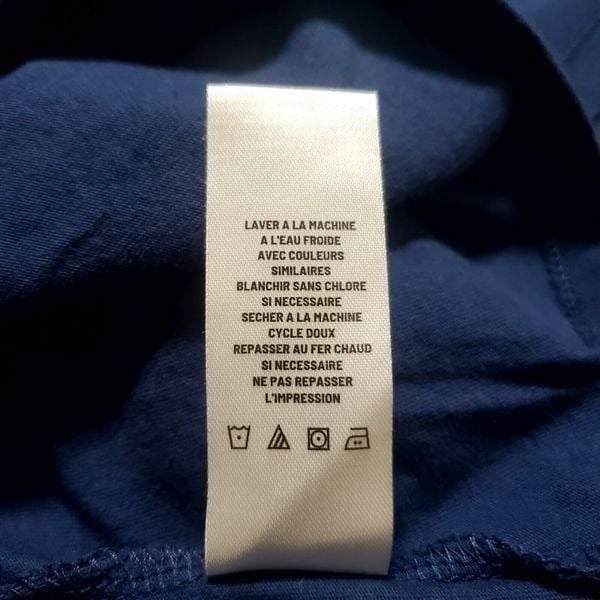 LAVER A LA MACHINE
A L'EAU FROIDE
AVEC COULEURS
SIMILAIRES
BLANCHIR SANS CHLORE
SI NECESSAIRE
SECHER A LA MACHINE
CYCLE DOUX
REPASSER AU FER CHAUD
SI NECESSAIRE
NE PAS REPASSER
L'IMPRESSION